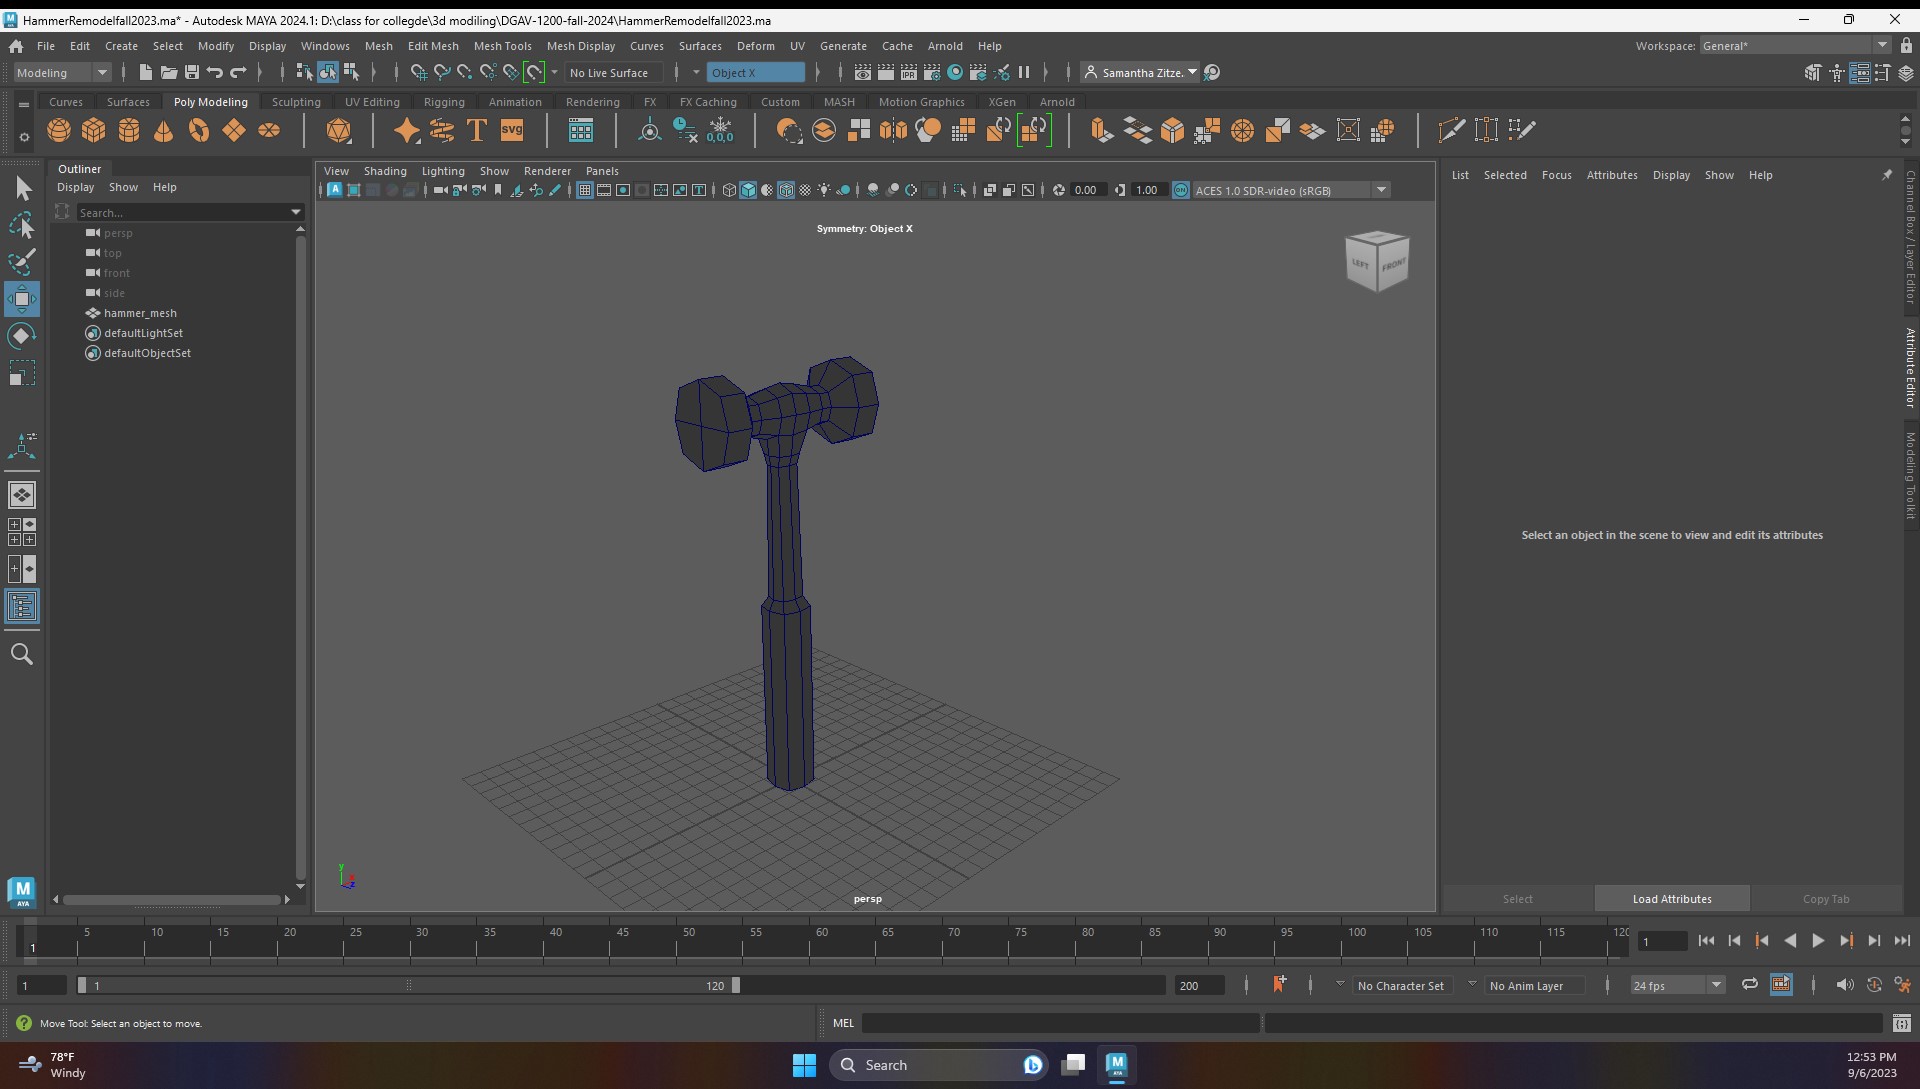 HammerRemodelfall2023.ma* - Autodesk MAYA 2024.1: D:\class for collegde\3d modiling\DGAV-1200-fall-2024\HammerRemodelfall2023.ma
File Edit Create Select Modify Display Windows Mesh Edit Mesh Mesh Tools Mesh Display Curves Surfaces Deform UV Generate Cache Arnold Help
Workspace: General*
Modeling
No Live Surface
Object X
IPR
Samantha Zitze.
Curves Surfaces Poly Modeling Sculpting UV Editing Rigging Animation Rendering FX FX Caching Custom MASH Motion Graphics XGen Arnold
SVG
0,0,0
Outliner
Display Show Help
Search...
persp
top
front
side
hammer_mesh
defaultLightSet
defaultObjectSet
View Shading Lighting Show Renderer Panels
0.00
1.00
ON
ACES 1.0 SDR-video (sRGB)
Symmetry: Object X
LEFT
FRONT
y
z
persp
List Selected Focus Attributes Display Show Help
Select an object in the scene to view and edit its attributes
Select
Load Attributes
Copy Tab
Channel Box / Layer Editor
Attribute Editor
Modeling Toolkit
M
AYA
5 10 15 20 25 30 35 40 45 50 55 60 65 70 75 80 85 90 95 100 105 110 115 120
1
1
1
1
120
200
No Character Set
No Anim Layer
24 fps
Move Tool: Select an object to move.
MEL
78°F
Windy
Search
M
AYA
12:53 PM
9/6/2023